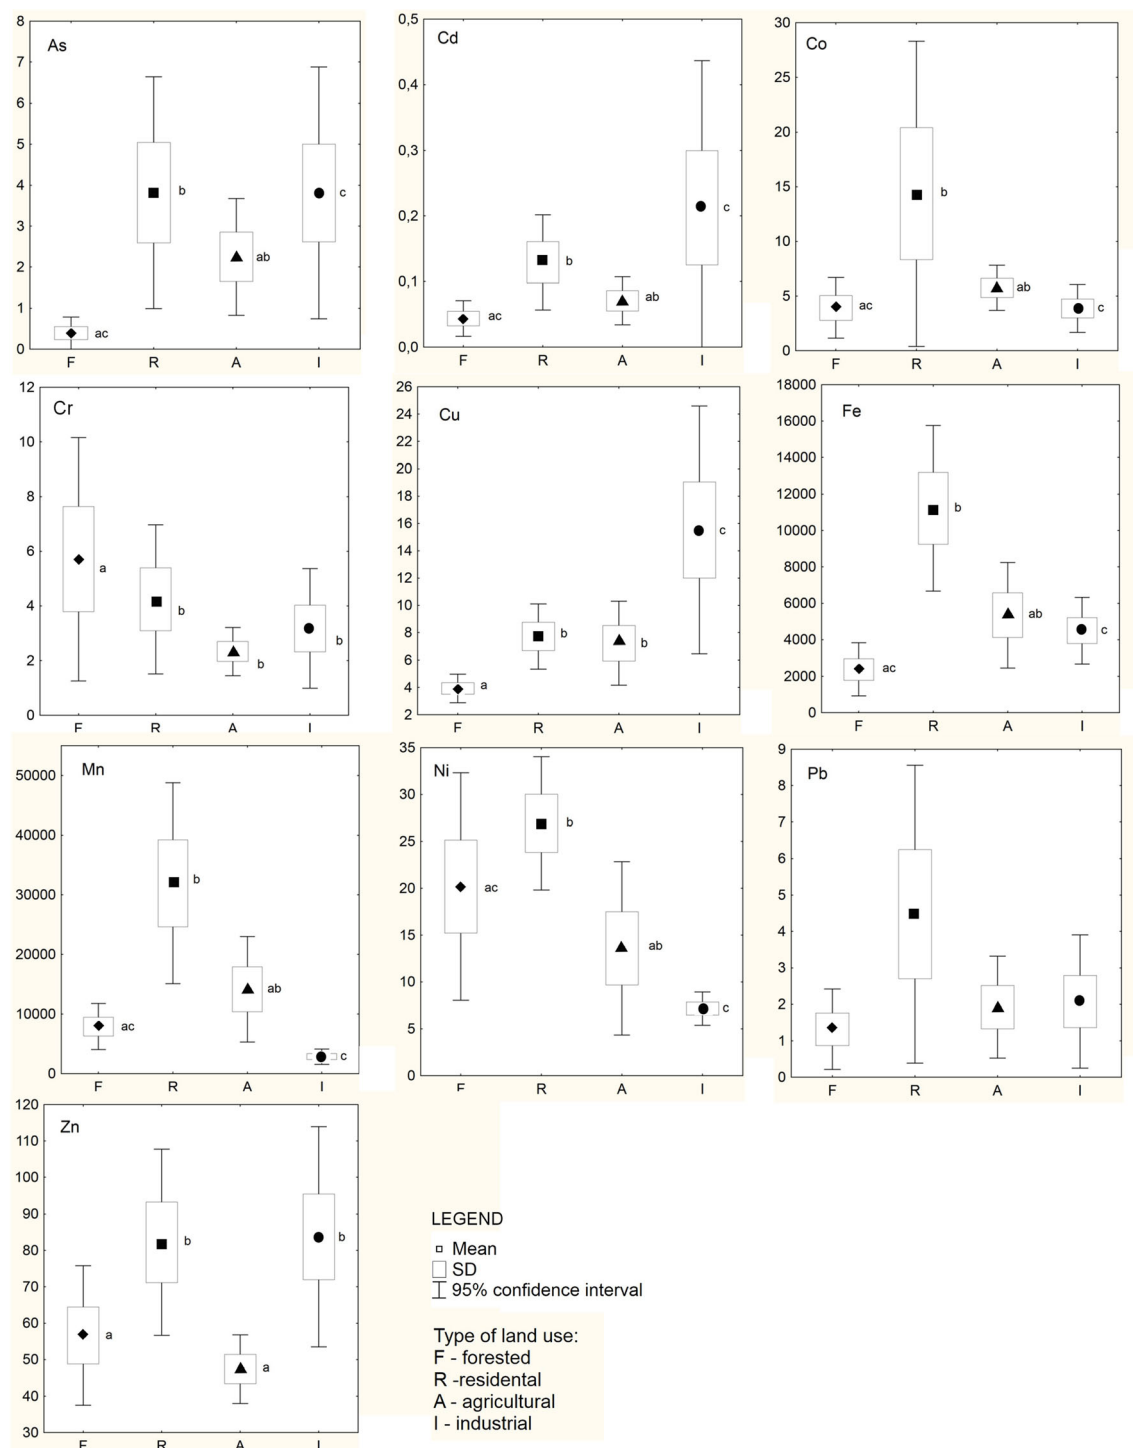 As
8
7
6
5
4
3
2
1
0
ac
b
ab
c
F R A I
Cd
0,5
0,4
0,3
0,2
0,1
0,0
ac
b
ab
c
F R A I
Co
30
25
20
15
10
5
0
ac
b
ab
c
F R A I
Cr
12
10
8
6
4
2
0
a
b
b
b
F R A I
Cu
26
24
22
20
18
16
14
12
10
8
6
4
2
a
b
b
c
F R A I
Fe
18000
16000
14000
12000
10000
8000
6000
4000
2000
0
ac
b
ab
c
F R A I
Mn
50000
40000
30000
20000
10000
0
ac
b
ab
c
F R A I
Ni
35
30
25
20
15
10
5
0
ac
b
ab
c
F R A I
Pb
9
8
7
6
5
4
3
2
1
0
F R A I
Zn
120
110
100
90
80
70
60
50
40
30
a
b
a
b
F R A I
LEGEND
Mean
SD
95% confidence interval
Type of land use:
F - forested
R -residental
A - agricultural
I - industrial